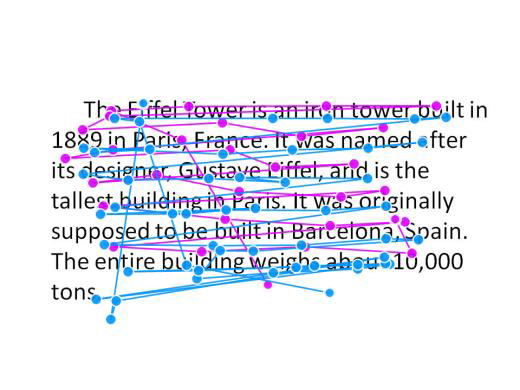 The Eiffel Tower is an iron tower built in
1889 in Paris, France. It was named after
its designer, Gustave Eiffel, and is the
tallest building in Paris. It was originally
supposed to be built in Barcelona, Spain.
The entire building weighs about 10,000
tons.